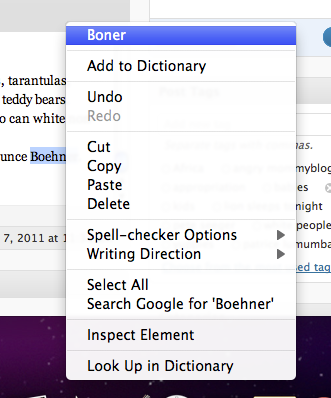 Boner
, tarantulas
Add to Dictionary
teddy bears
Undo
o can white
Redo
Cut
Copy
myblog
unce Boehn
Paste
Delete
night
7, 2011 at 1
Spell-checker Options
people
Writing Direction
mumba
Select All
used tag
Search Google for 'Boehner'
Inspect Element
Look Up in Dictionary